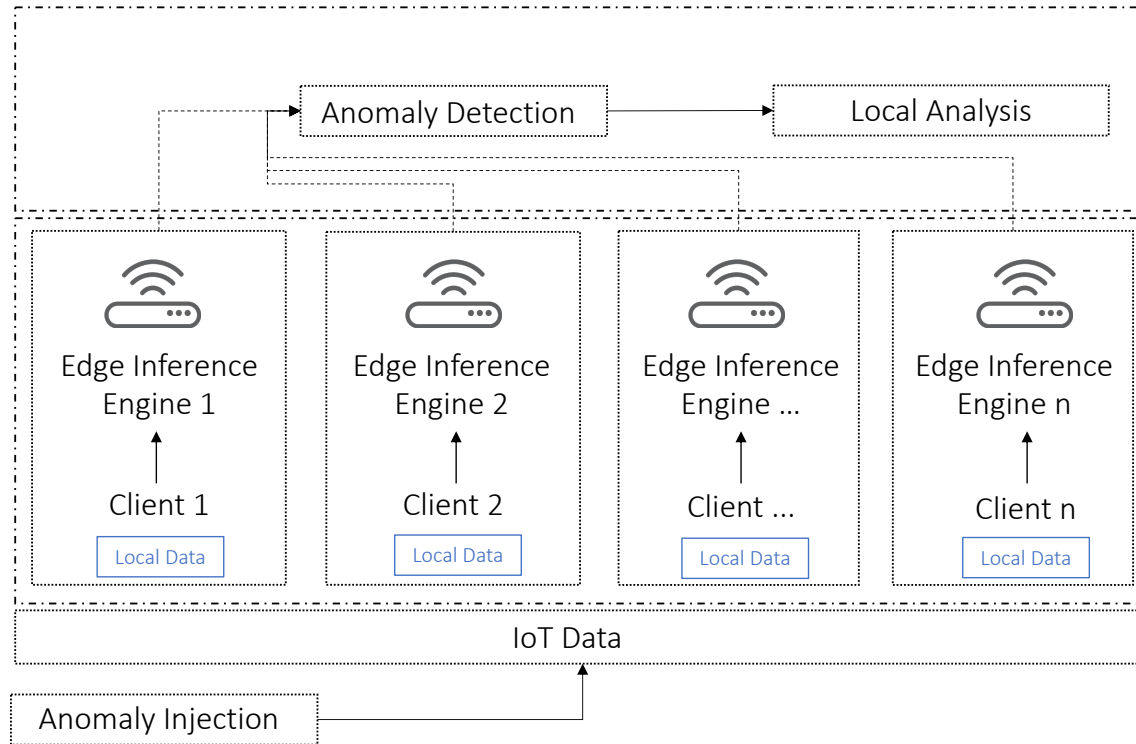 Anomaly Detection
Local Analysis
Edge Inference
Engine 1
Client 1
Local Data
Edge Inference
Engine 2
Client 2
Local Data
Edge Inference
Engine ...
Client ...
Local Data
Edge Inference
Engine n
Client n
Local Data
IoT Data
Anomaly Injection